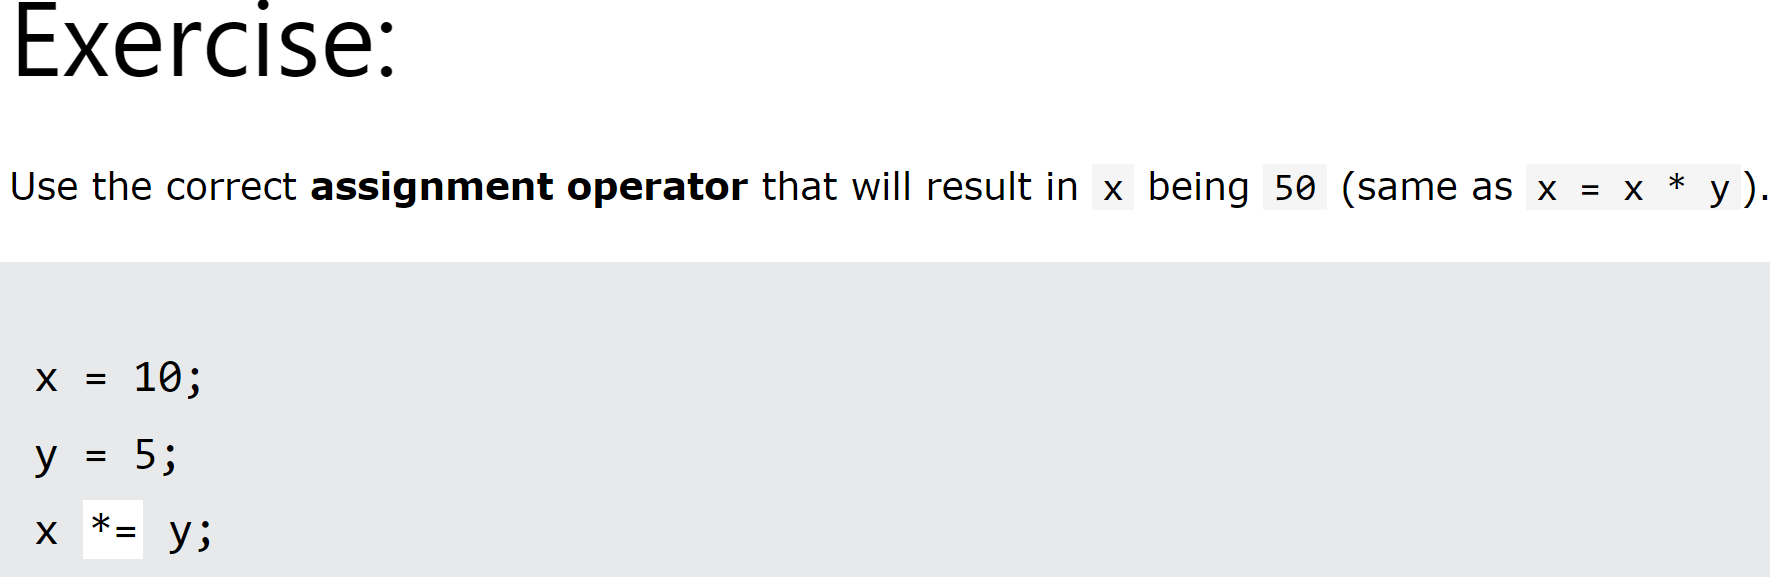 Exercise:
Use the correct assignment operator that will result in x being 50 (same as x = x * y).
x = 10;
y = 5;
x *= y;